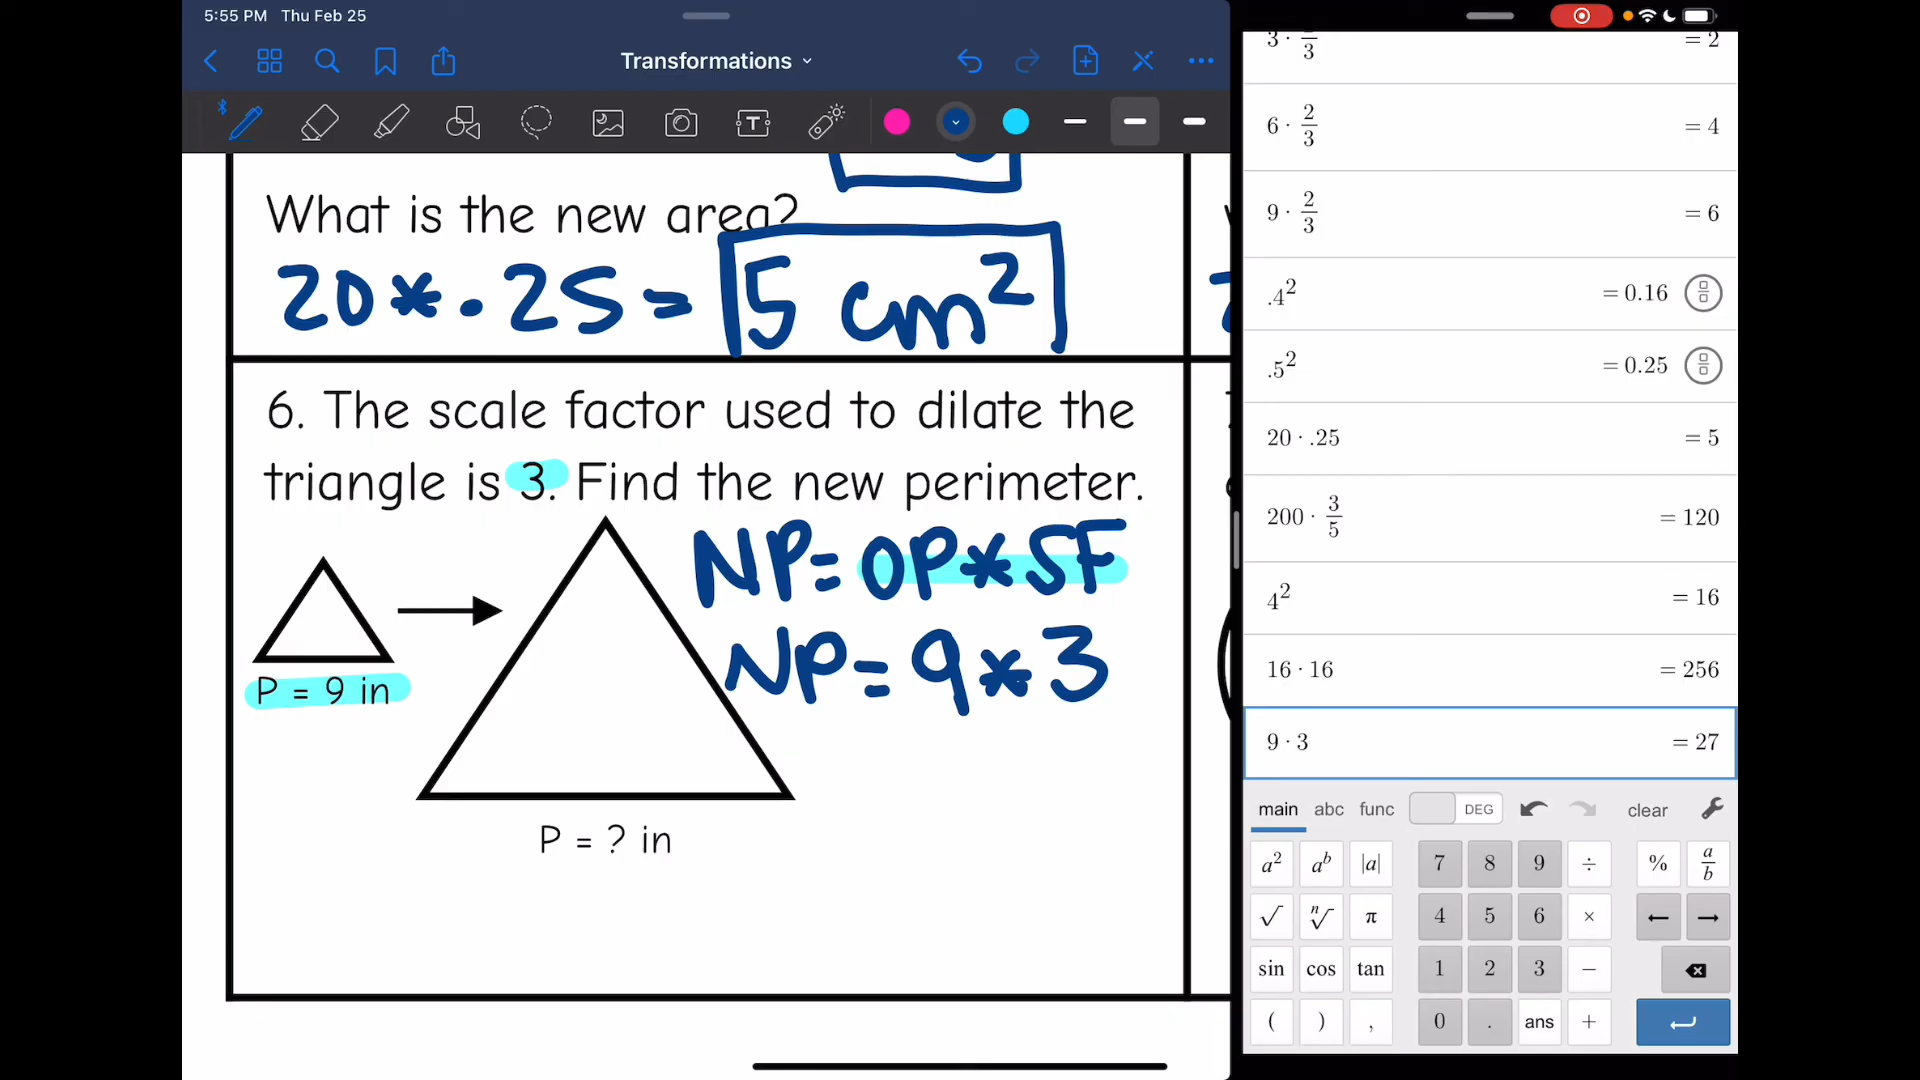 5:55 PM Thu Feb 25
Transformations
What is the new area?
20*.25= 5 cm²
6. The scale factor used to dilate the
triangle is 3. Find the new perimeter.
NP= OP*SF
NP= 9*3
P = 9 in
P = ? in
6 · 2/3 = 4
9 · 2/3 = 6
.4² = 0.16
.5² = 0.25
20 · .25 = 5
200 · 3/5 = 120
4² = 16
16 · 16 = 256
9 · 3 = 27
main abc func DEG clear
a² aᵇ |a| 7 8 9 ÷ % a/b
√ ⁿ√ π 4 5 6 × ← →
sin cos tan 1 2 3 −
( ) , 0 . ans +